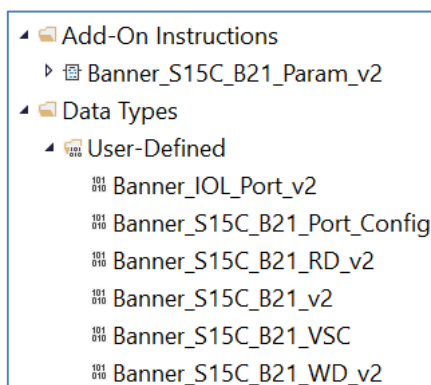 Add-On Instructions
Banner_S15C_B21_Param_v2
Data Types
User-Defined
Banner_IOL_Port_v2
Banner_S15C_B21_Port_Config
Banner_S15C_B21_RD_v2
Banner_S15C_B21_v2
Banner_S15C_B21_VSC
Banner_S15C_B21_WD_v2